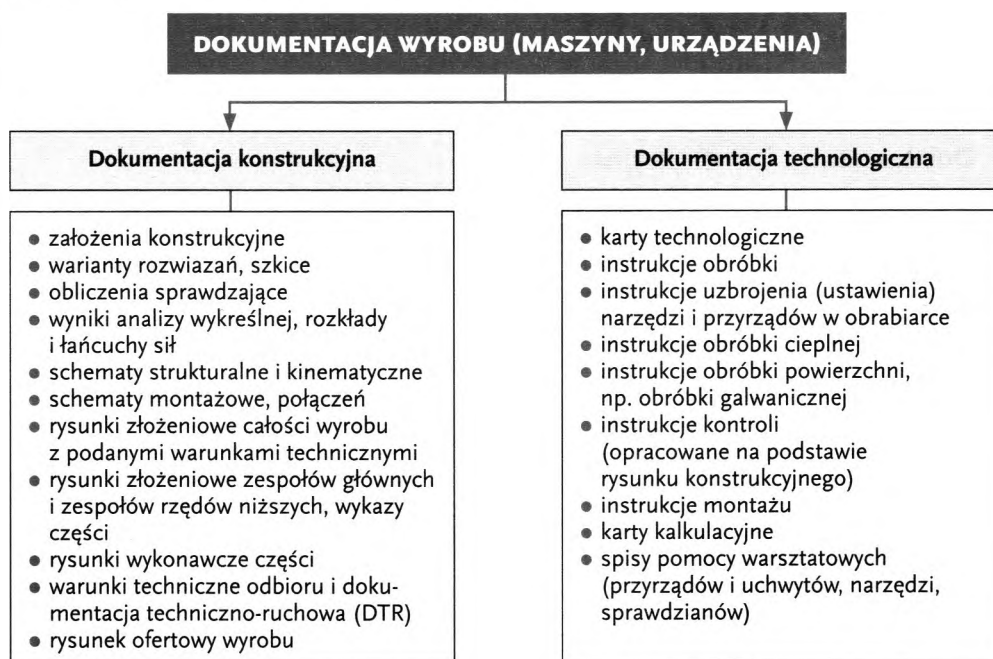 DOKUMENTACJA WYROBU (MASZYNY, URZĄDZENIA)
Dokumentacja konstrukcyjna
• założenia konstrukcyjne
• warianty rozwiazań, szkice
• obliczenia sprawdzające
• wyniki analizy wykreślnej, rozkłady
i łańcuchy sił
• schematy strukturalne i kinematyczne
• schematy montażowe, połączeń
• rysunki złożeniowe całości wyrobu
z podanymi warunkami technicznymi
• rysunki złożeniowe zespołów głównych
i zespołów rzędów niższych, wykazy
części
• rysunki wykonawcze części
• warunki techniczne odbioru i doku-
mentacja techniczno-ruchowa (DTR)
• rysunek ofertowy wyrobu
Dokumentacja technologiczna
• karty technologiczne
• instrukcje obróbki
• instrukcje uzbrojenia (ustawienia)
narzędzi i przyrządów w obrabiarce
• instrukcje obróbki cieplnej
• instrukcje obróbki powierzchni,
np. obróbki galwanicznej
• instrukcje kontroli
(opracowane na podstawie
rysunku konstrukcyjnego)
• instrukcje montażu
• karty kalkulacyjne
• spisy pomocy warsztatowych
(przyrządów i uchwytów, narzędzi,
sprawdzianów)